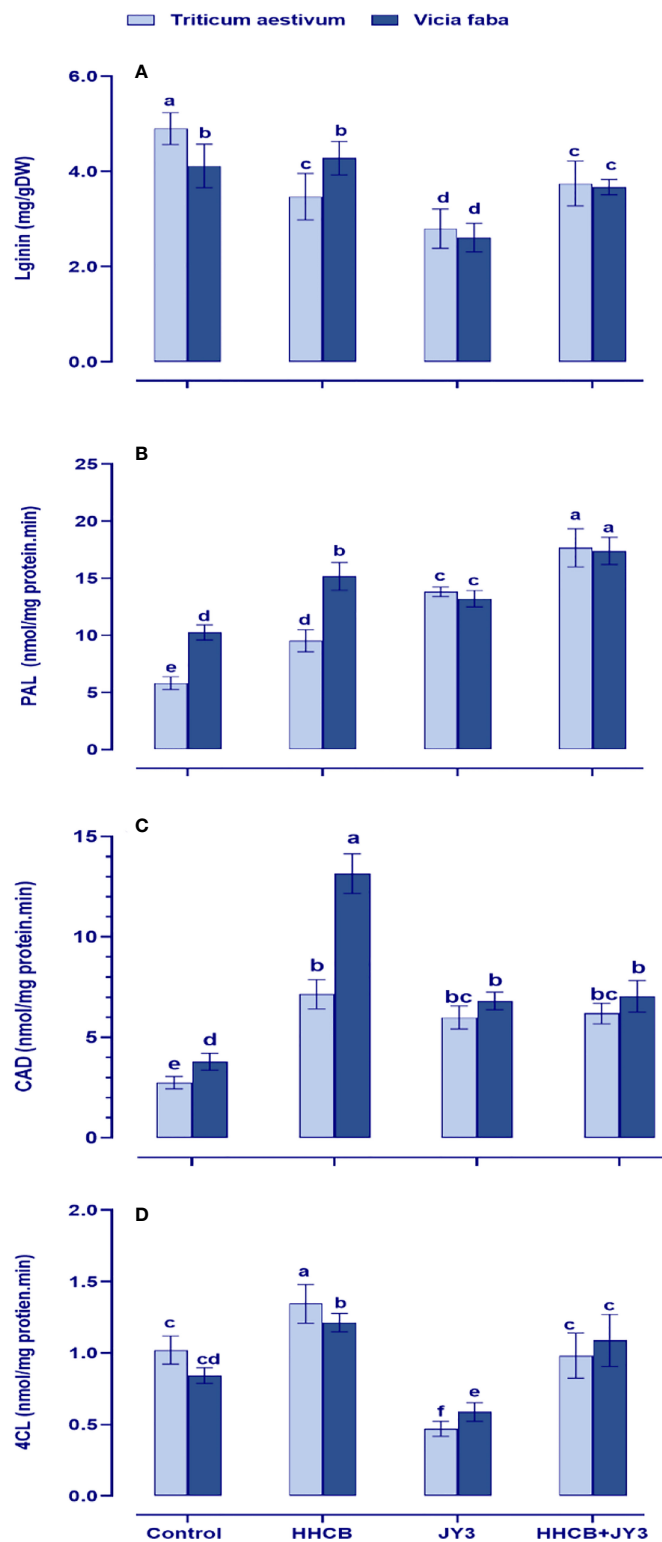 Triticum aestivum Vicia faba
A
6.0
4.0
2.0
0.0
Lginin (mg/gDW)
a b c b d d c c
B
25
20
15
10
5
0
PAL (nmol/mg protein.min)
e d d b c c a a
C
15
10
5
0
CAD (nmol/mg protein.min)
e d b a bc b bc b
D
2.0
1.5
1.0
0.5
0.0
4CL (nmol/mg protien.min)
c cd a b f e c c
Control HHCB JY3 HHCB+JY3